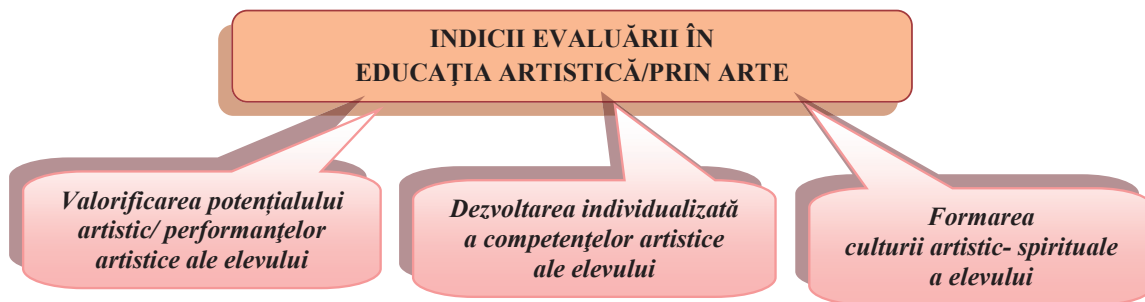 INDICII EVALUĂRII ÎN
EDUCAŢIA ARTISTICĂ/PRIN ARTE
Valorificarea potențialului
artistic/ performanţelor
artistice ale elevului
Dezvoltarea individualizată
a competenţelor artistice
ale elevului
Formarea
culturii artistic- spirituale
a elevului